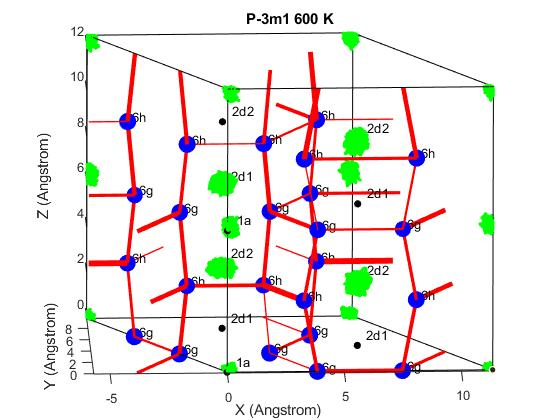 P-3m1 600 K
12
10
8
6
4
2
0
Z (Angstrom)
8
6
4
2
0
Y (Angstrom)
-5
0
5
10
X (Angstrom)
6h
2d2
6h
6h
6h
2d2
6h
6h
6g
2d1
6g
2d1
6g
1a
6g
6g
6g
6h
2d2
6h
2d2
6h
6h
6h
6h
6g
2d1
6g
2d1
6g
6g
1a
6g
6g